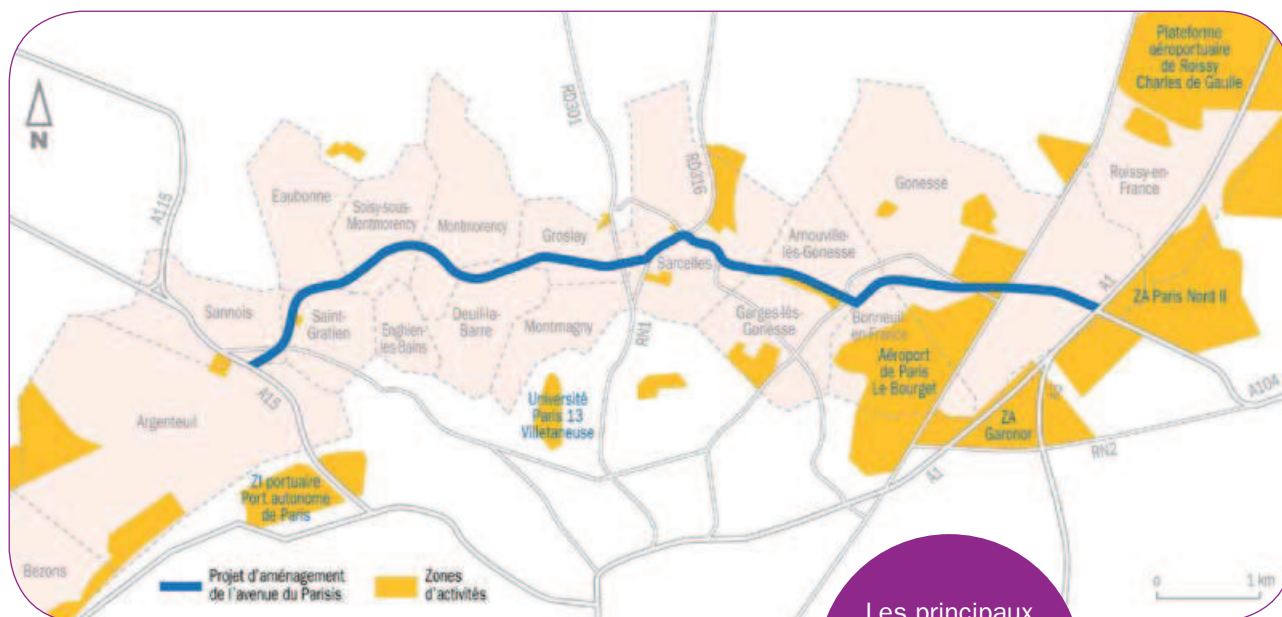 Plateforme
aéroportuaire
de Roissy
Charles de Gaulle
N
RD301
RD316
A115
Eaubonne
Soisy-sous-
Montmorency
Montmorency
Groslay
Sarcelles
Arnouville-
lès-Gonesse
Gonesse
Roissy-en-
France
A1
ZA Paris Nord II
Sannois
Saint-
Gratien
Enghien-
les-Bains
Deuil-la-
Barre
Montmagny
RN1
Garges-lès-
Gonesse
Bonneuil-
en-France
Aéroport
de Paris
Le Bourget
A15
Argenteuil
Université
Paris 13
Villetaneuse
ZA
Garonor
A3
A104
RN2
A1
ZI portuaire
Port autonome
de Paris
Bezons
Projet d'aménagement
de l'avenue du Parisis
Zones
d'activités
Les principaux
0 1 km